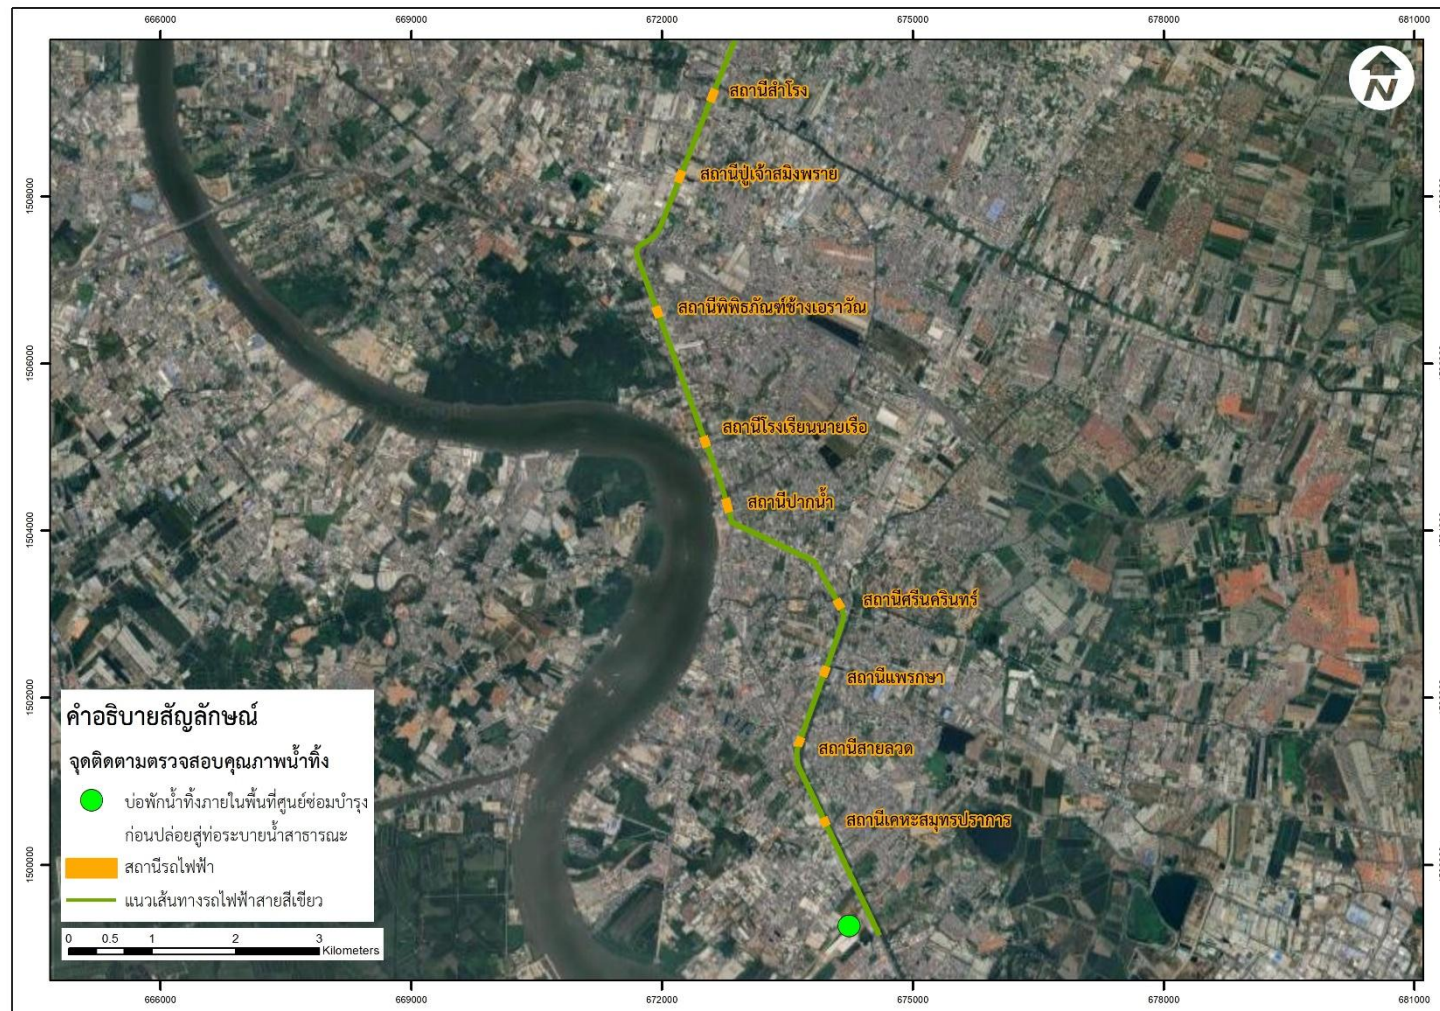 666000 669000 672000 675000 678000 681000
N
สถานีสำโรง
สถานีปู่เจ้าสมิงพราย
1508000
สถานีพิพิธภัณฑ์ช้างเอราวัณ
1506000
สถานีโรงเรียนนายเรือ
สถานีปากน้ำ
1504000
สถานีศรีนครินทร์
สถานีแพรกษา
1502000
สถานีสายลวด
สถานีเคหะสมุทรปราการ
1500000
คำอธิบายสัญลักษณ์
จุดติดตามตรวจสอบคุณภาพน้ำทิ้ง
บ่อพักน้ำทิ้งภายในพื้นที่ศูนย์ซ่อมบำรุง
ก่อนปล่อยสู่ท่อระบายน้ำสาธารณะ
สถานีรถไฟฟ้า
แนวเส้นทางรถไฟฟ้าสายสีเขียว
0 0.5 1 2 3
Kilometers
666000 669000 672000 675000 678000 681000